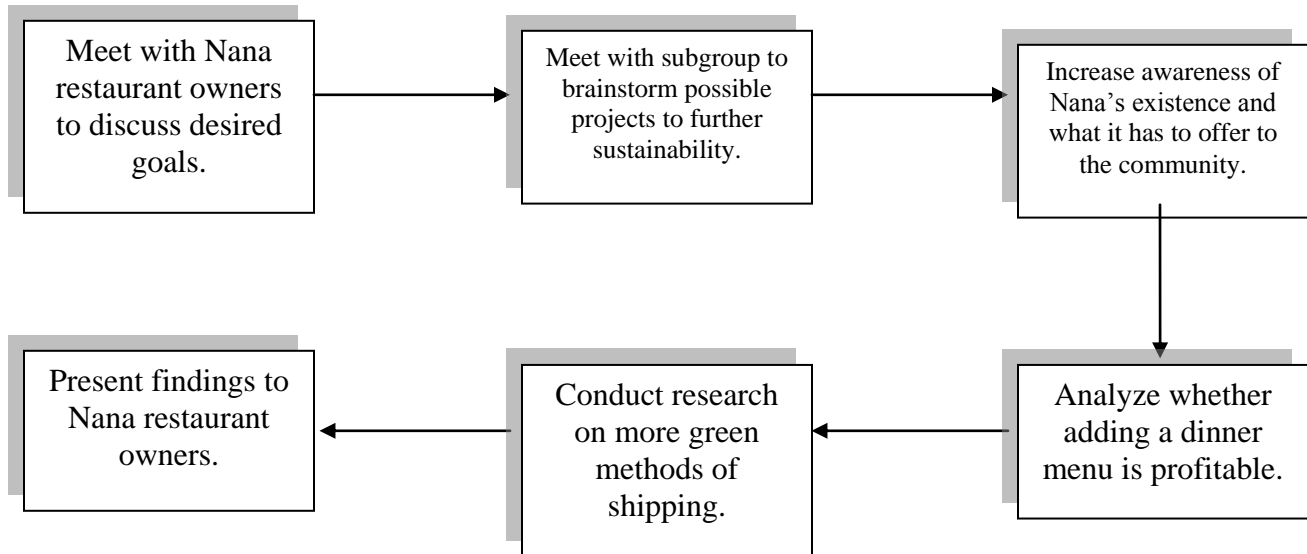 Meet with Nana
restaurant owners
to discuss desired
goals.
Meet with subgroup to
brainstorm possible
projects to further
sustainability.
Increase awareness of
Nana’s existence and
what it has to offer to
the community.
Analyze whether
adding a dinner
menu is profitable.
Conduct research
on more green
methods of
shipping.
Present findings to
Nana restaurant
owners.